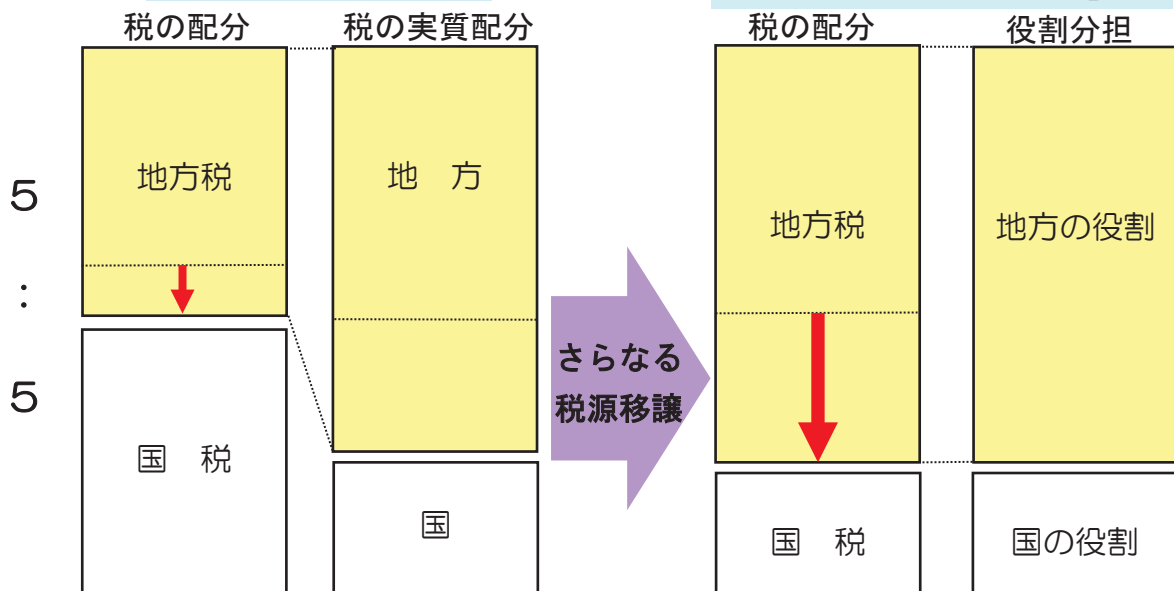 税の配分
税の実質配分
税の配分
役割分担
5
:
5
地方税
地　方
国　税
国
さらなる
税源移譲
地方税
地方の役割
国　税
国の役割